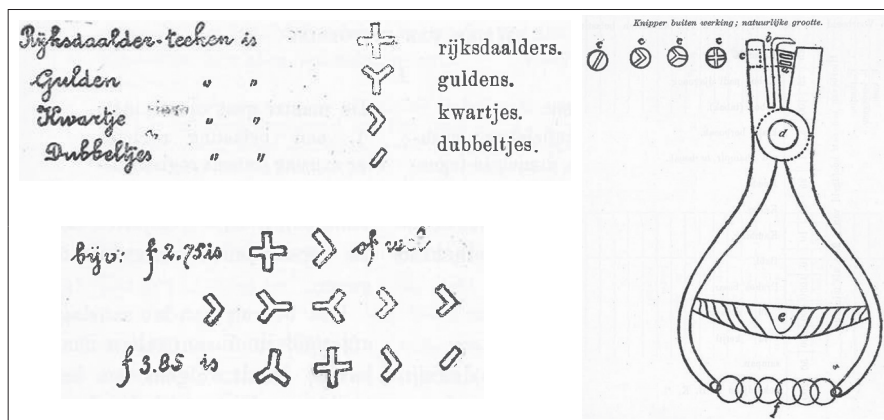 Rijksdaalder-teeken is rijksdaalders.
Gulden " " guldens.
Kwartje " " kwartjes.
Dubbeltjes " " dubbeltjes.
bijv: f 2.75 is of wel
f 3.85 is
Knipper buiten werking; natuurlijke grootte.
c c c c c b
a
d
e
f